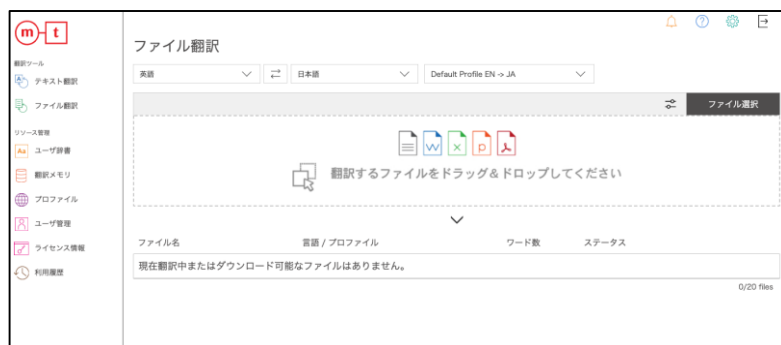 m t
翻訳ツール
テキスト翻訳
ファイル翻訳
リソース管理
Aa ユーザ辞書
翻訳メモリ
プロファイル
ユーザ管理
ライセンス情報
利用履歴
ファイル翻訳
英語 日本語 Default Profile EN -> JA
ファイル選択
W X p
翻訳するファイルをドラッグ&ドロップしてください
ファイル名 言語 / プロファイル ワード数 ステータス
現在翻訳中またはダウンロード可能なファイルはありません。
0/20 files